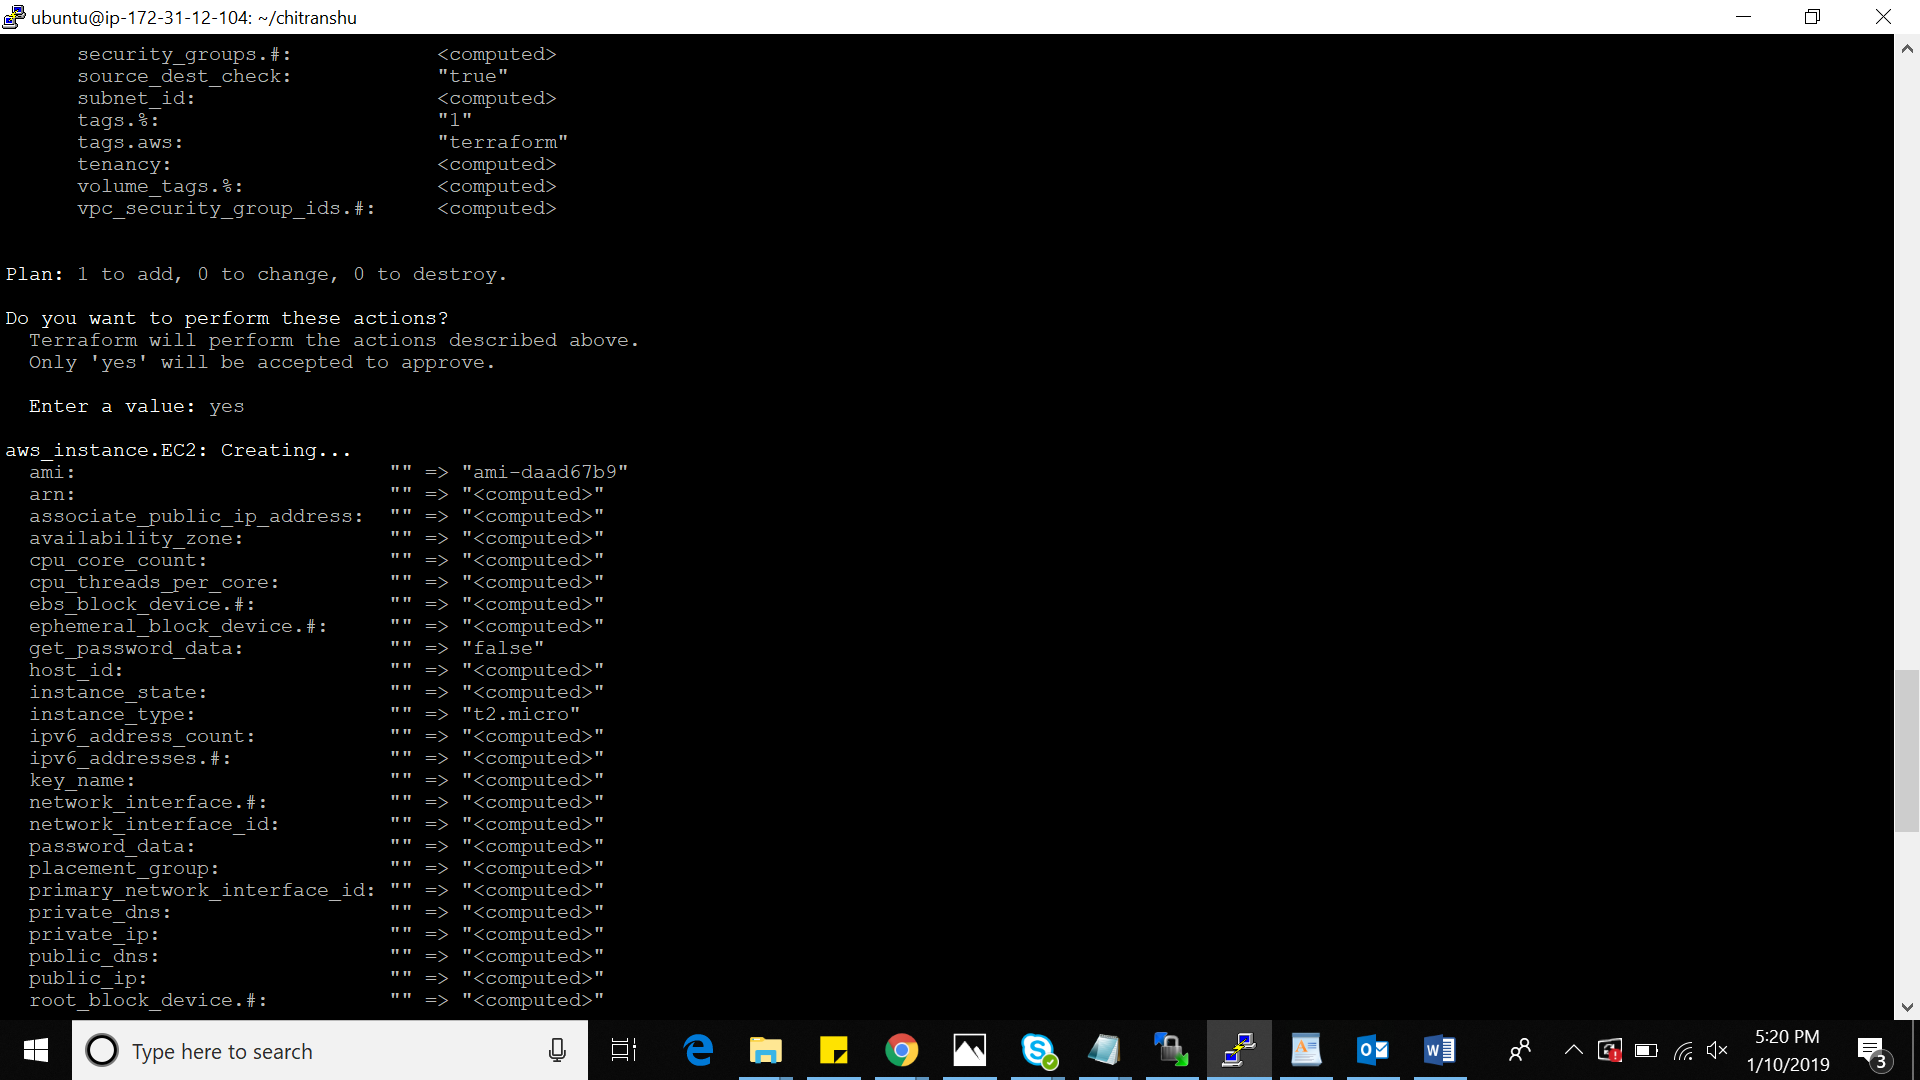 ubuntu@ip-172-31-12-104: ~/chitranshu
security_groups.#: <computed>
source_dest_check: "true"
subnet_id: <computed>
tags.%: "1"
tags.aws: "terraform"
tenancy: <computed>
volume_tags.%: <computed>
vpc_security_group_ids.#: <computed>
Plan: 1 to add, 0 to change, 0 to destroy.
Do you want to perform these actions?
Terraform will perform the actions described above.
Only 'yes' will be accepted to approve.
Enter a value: yes
aws_instance.EC2: Creating...
ami: "" => "ami-daad67b9"
arn: "" => "<computed>"
associate_public_ip_address: "" => "<computed>"
availability_zone: "" => "<computed>"
cpu_core_count: "" => "<computed>"
cpu_threads_per_core: "" => "<computed>"
ebs_block_device.#: "" => "<computed>"
ephemeral_block_device.#: "" => "<computed>"
get_password_data: "" => "false"
host_id: "" => "<computed>"
instance_state: "" => "<computed>"
instance_type: "" => "t2.micro"
ipv6_address_count: "" => "<computed>"
ipv6_addresses.#: "" => "<computed>"
key_name: "" => "<computed>"
network_interface.#: "" => "<computed>"
network_interface_id: "" => "<computed>"
password_data: "" => "<computed>"
placement_group: "" => "<computed>"
primary_network_interface_id: "" => "<computed>"
private_dns: "" => "<computed>"
private_ip: "" => "<computed>"
public_dns: "" => "<computed>"
public_ip: "" => "<computed>"
root_block_device.#: "" => "<computed>"
Type here to search
5:20 PM
1/10/2019
3